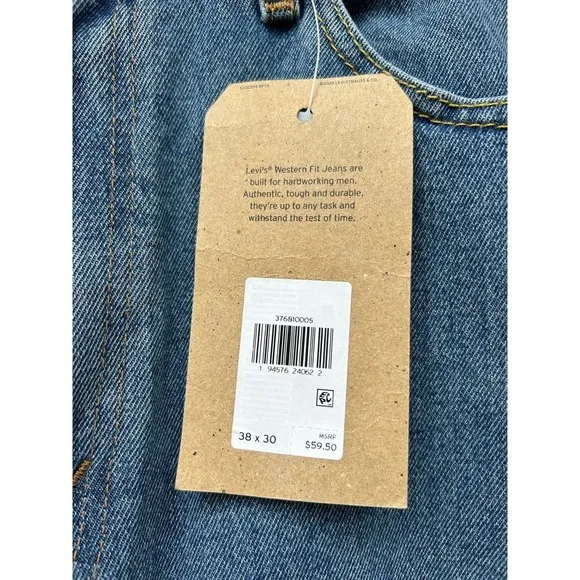 Levi's® Western Fit Jeans are
built for hardworking men.
Authentic, tough and durable,
they're up to any task and
withstand the test of time.
376810005
1 94576 24062 2
38 x 30
MSRP
$59.50